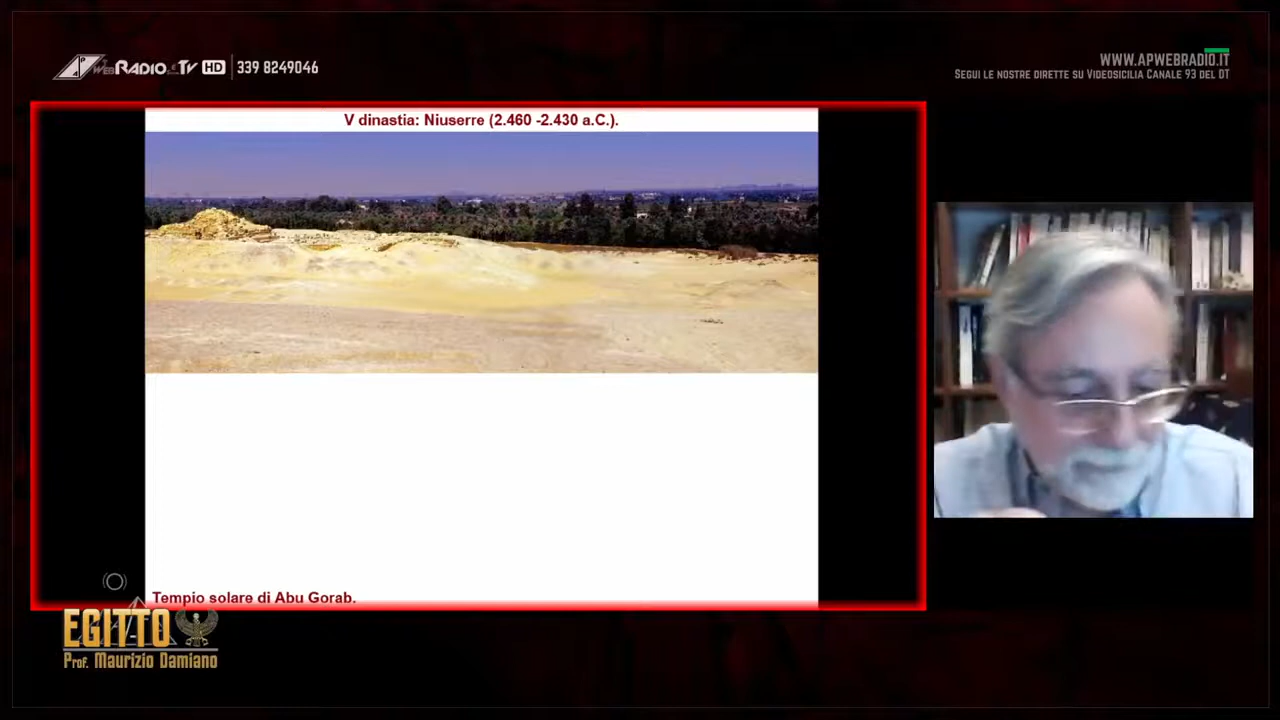 WEB RADIO E TV HD 339 8249046
WWW.APWEBRADIO.IT
SEGUI LE NOSTRE DIRETTE SU VIDEOSICILIA CANALE 93 DEL DT
V dinastia: Niuserre (2.460 -2.430 a.C.).
Tempio solare di Abu Gorab.
EGITTO
Prof. Maurizio Damiano